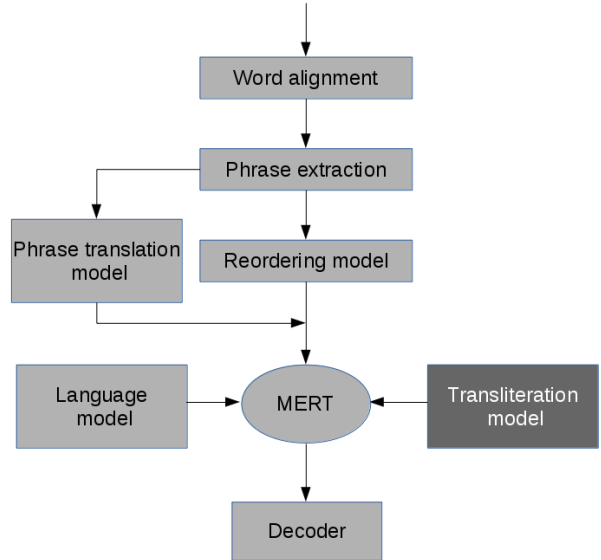 Word alignment
Phrase extraction
Phrase translation
model
Reordering model
Language
model
MERT
Transliteration
model
Decoder